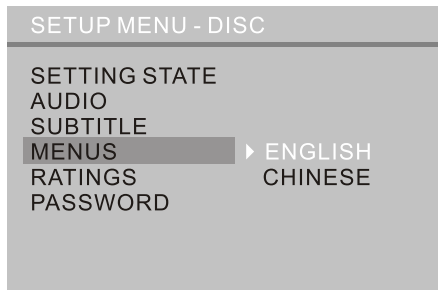 SETUP MENU - DISC
SETTING STATE
AUDIO
SUBTITLE
MENUS ENGLISH
RATINGS CHINESE
PASSWORD